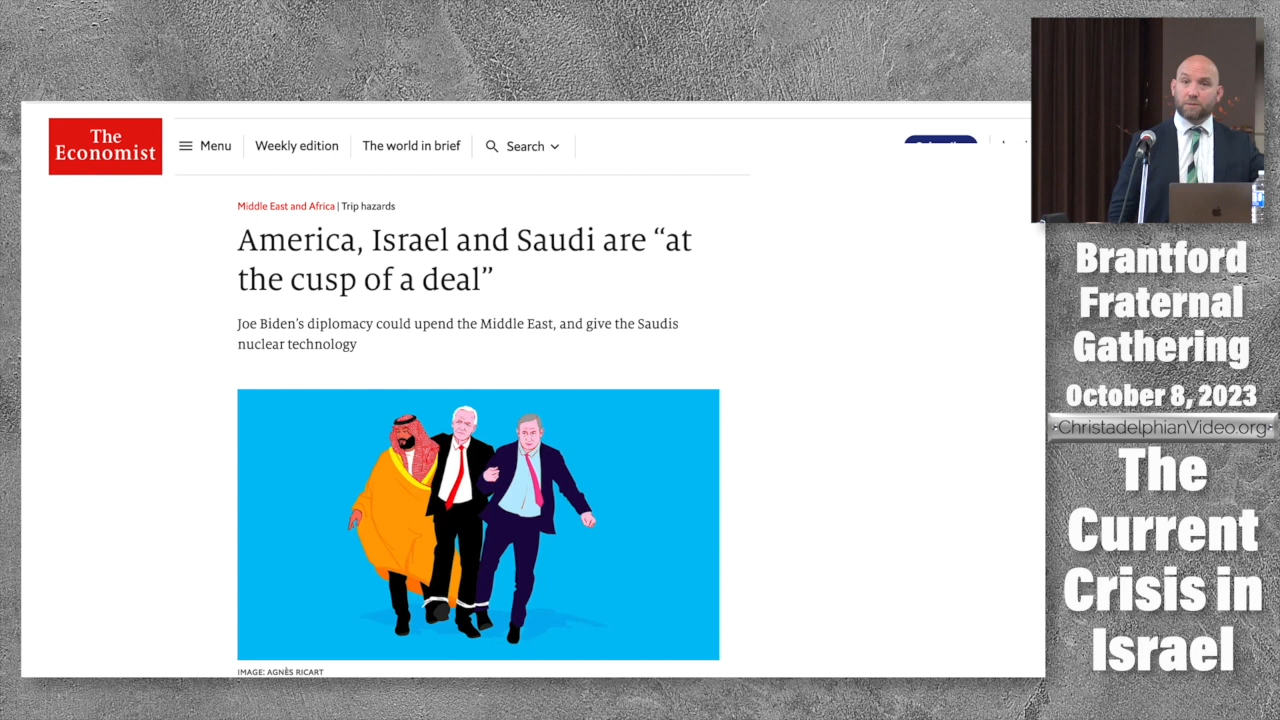 The
Economist
Menu
Weekly edition
The world in brief
Search
Middle East and Africa | Trip hazards
America, Israel and Saudi are “at
the cusp of a deal”
Joe Biden’s diplomacy could upend the Middle East, and give the Saudis
nuclear technology
IMAGE: AGNÈS RICART
Brantford
Fraternal
Gathering
October 8, 2023
ChristadelphianVideo.org
The
Current
Crisis in
Israel